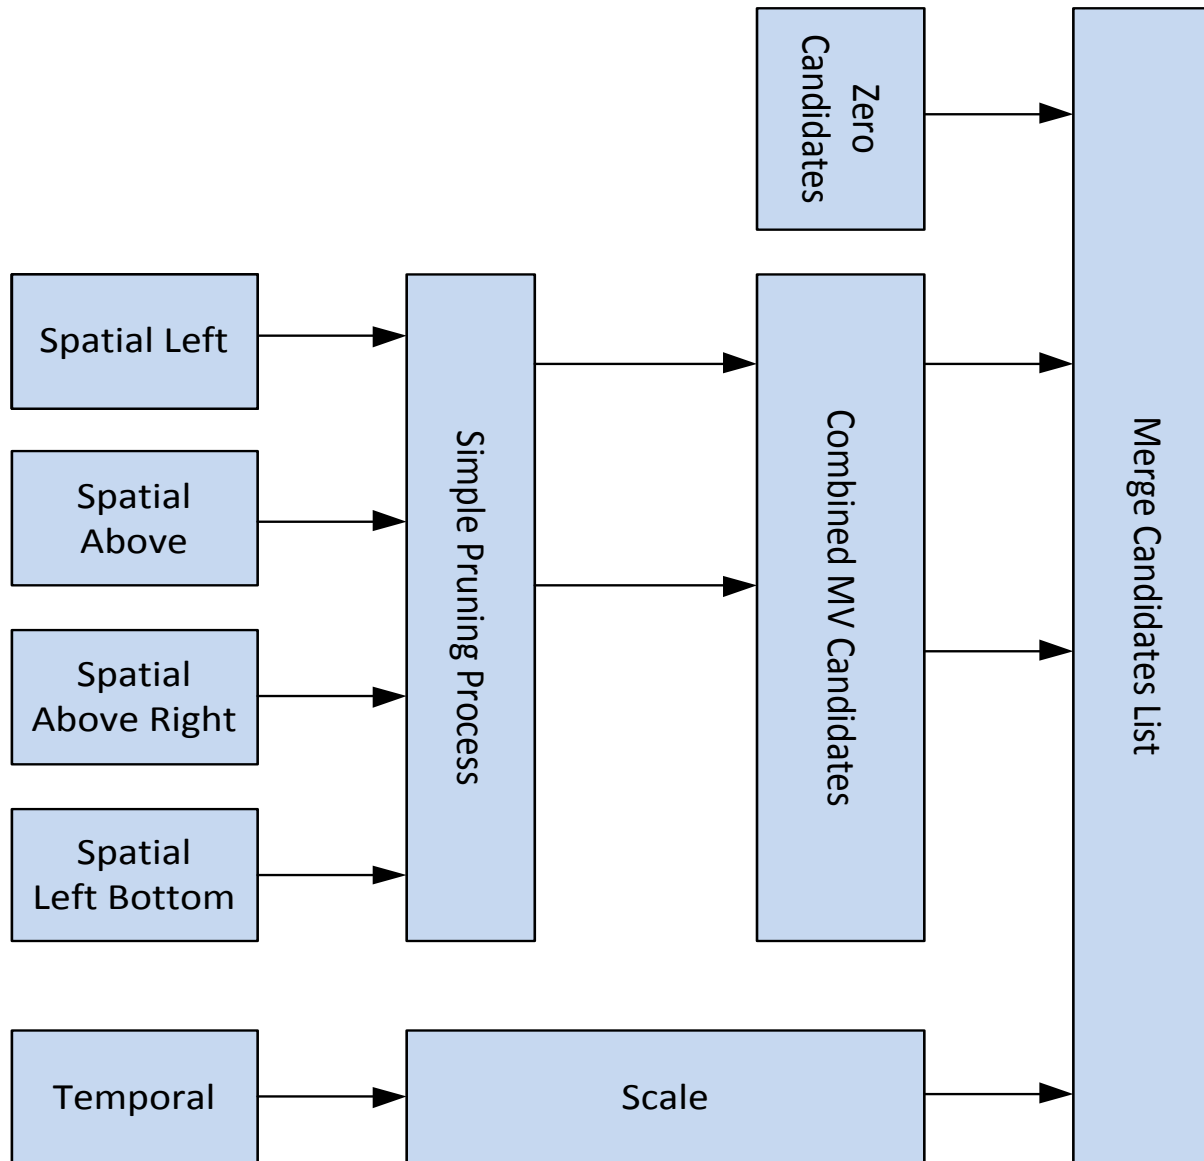 Zero
Candidates
Spatial Left
Spatial
Above
Spatial
Above Right
Spatial
Left Bottom
Temporal
Simple Pruning Process
Combined MV Candidates
Scale
Merge Candidates List